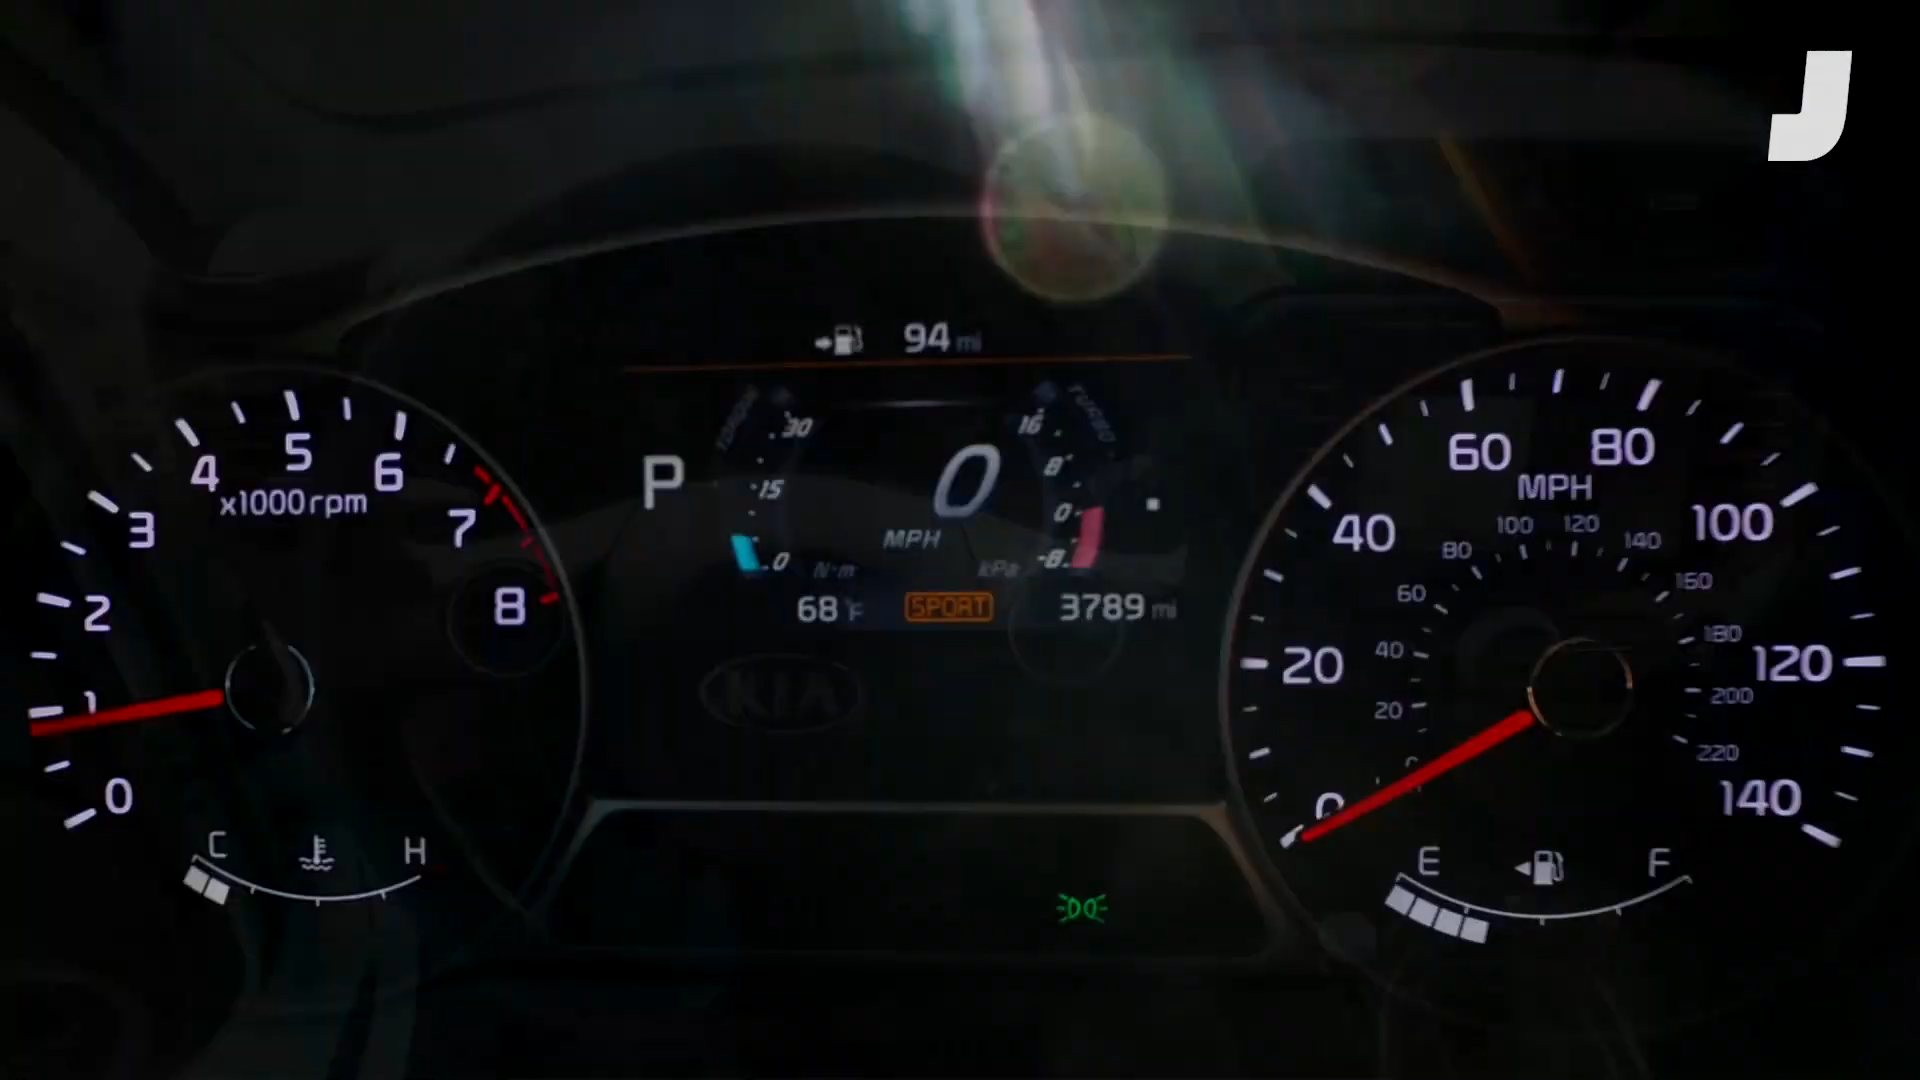 J
94 mi
4 5 6
x1000rpm
3 7
2 8
1
0
C H
TORQUE TURBO
30 16
8
15 0
0 -8
P 0
MPH
N·m kPa
68°F SPORT 3789 mi
KIA
60 80
MPH
40 100
20 120
0 140
100 120
80 140
60 160
40 180
20 200
220
E F